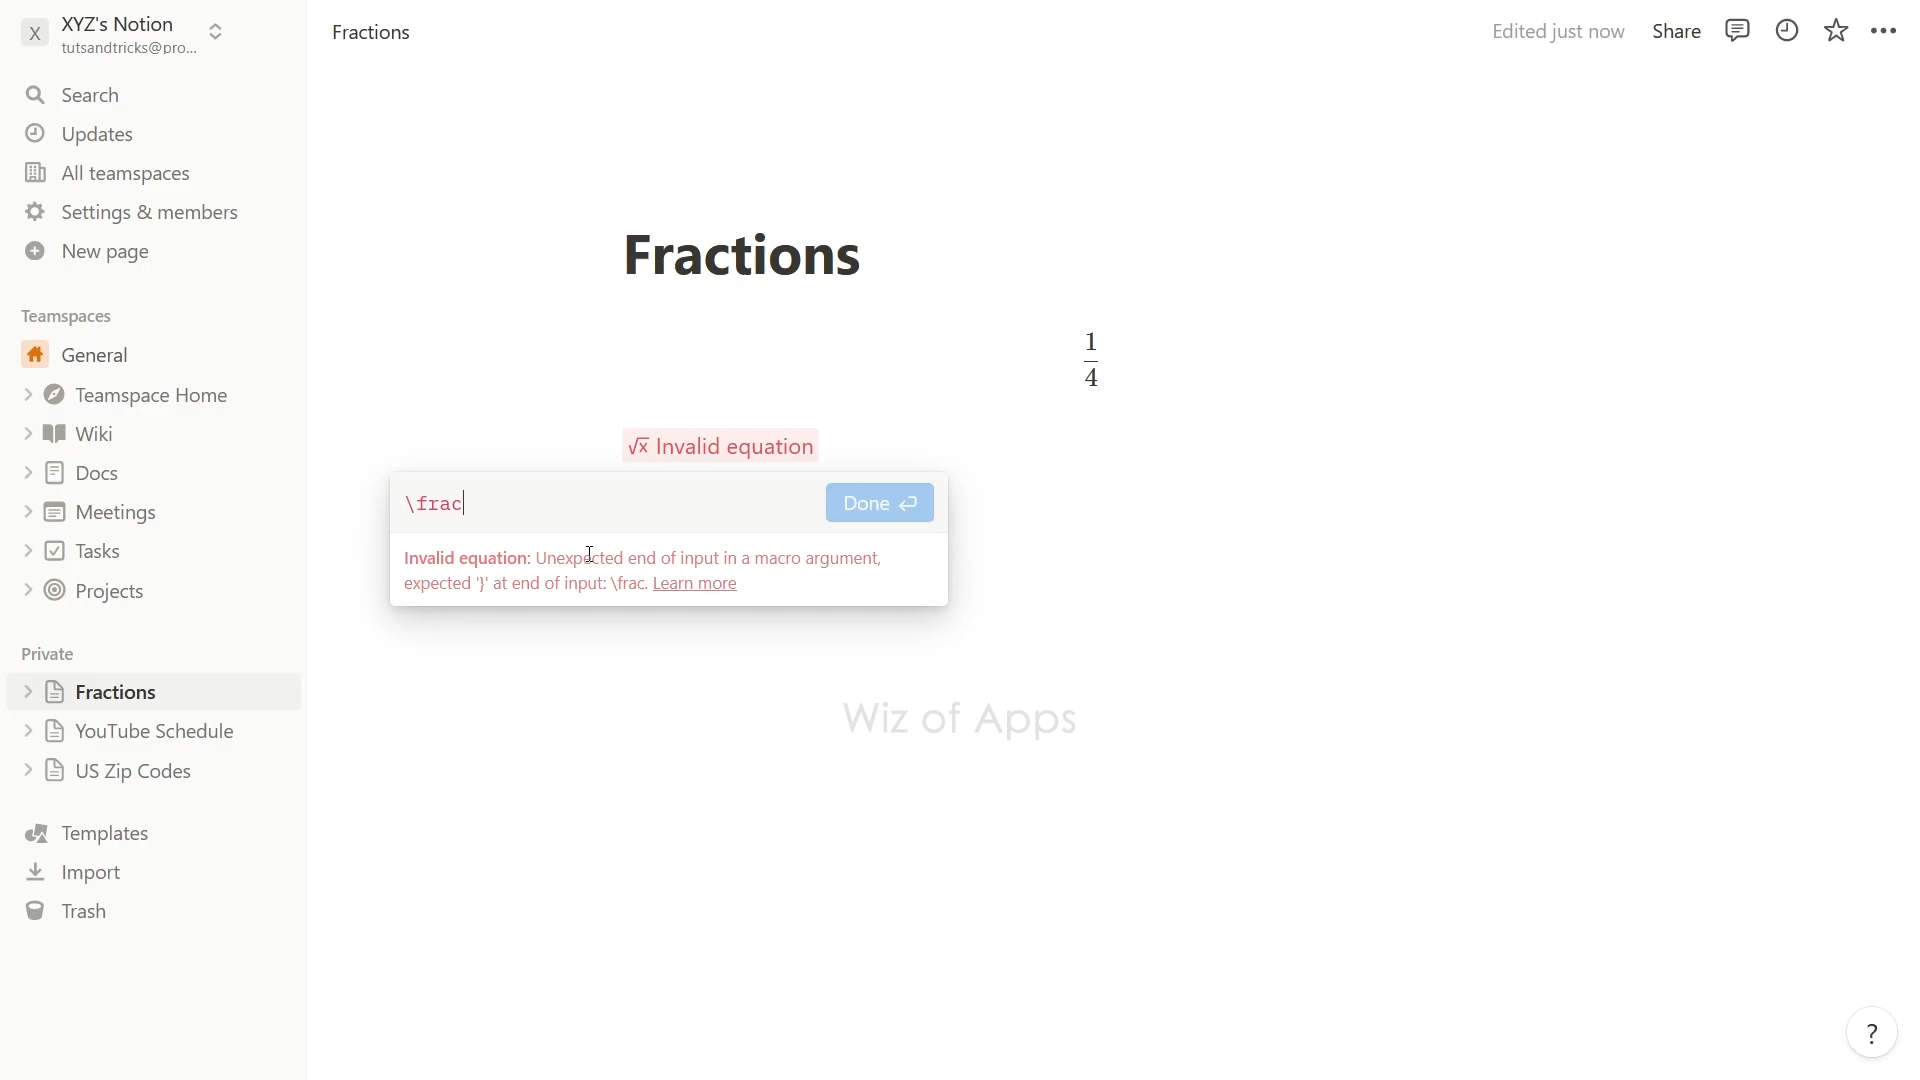 X
XYZ's Notion
tutsandtricks@pro...
Search
Updates
All teamspaces
Settings & members
New page
Teamspaces
General
Teamspace Home
Wiki
Docs
Meetings
Tasks
Projects
Private
Fractions
YouTube Schedule
US Zip Codes
Templates
Import
Trash
Fractions
Edited just now
Share
Fractions
1
4
√x Invalid equation
\frac
Done
Invalid equation: Unexpected end of input in a macro argument,
expected '}' at end of input: \frac. Learn more
Wiz of Apps
?